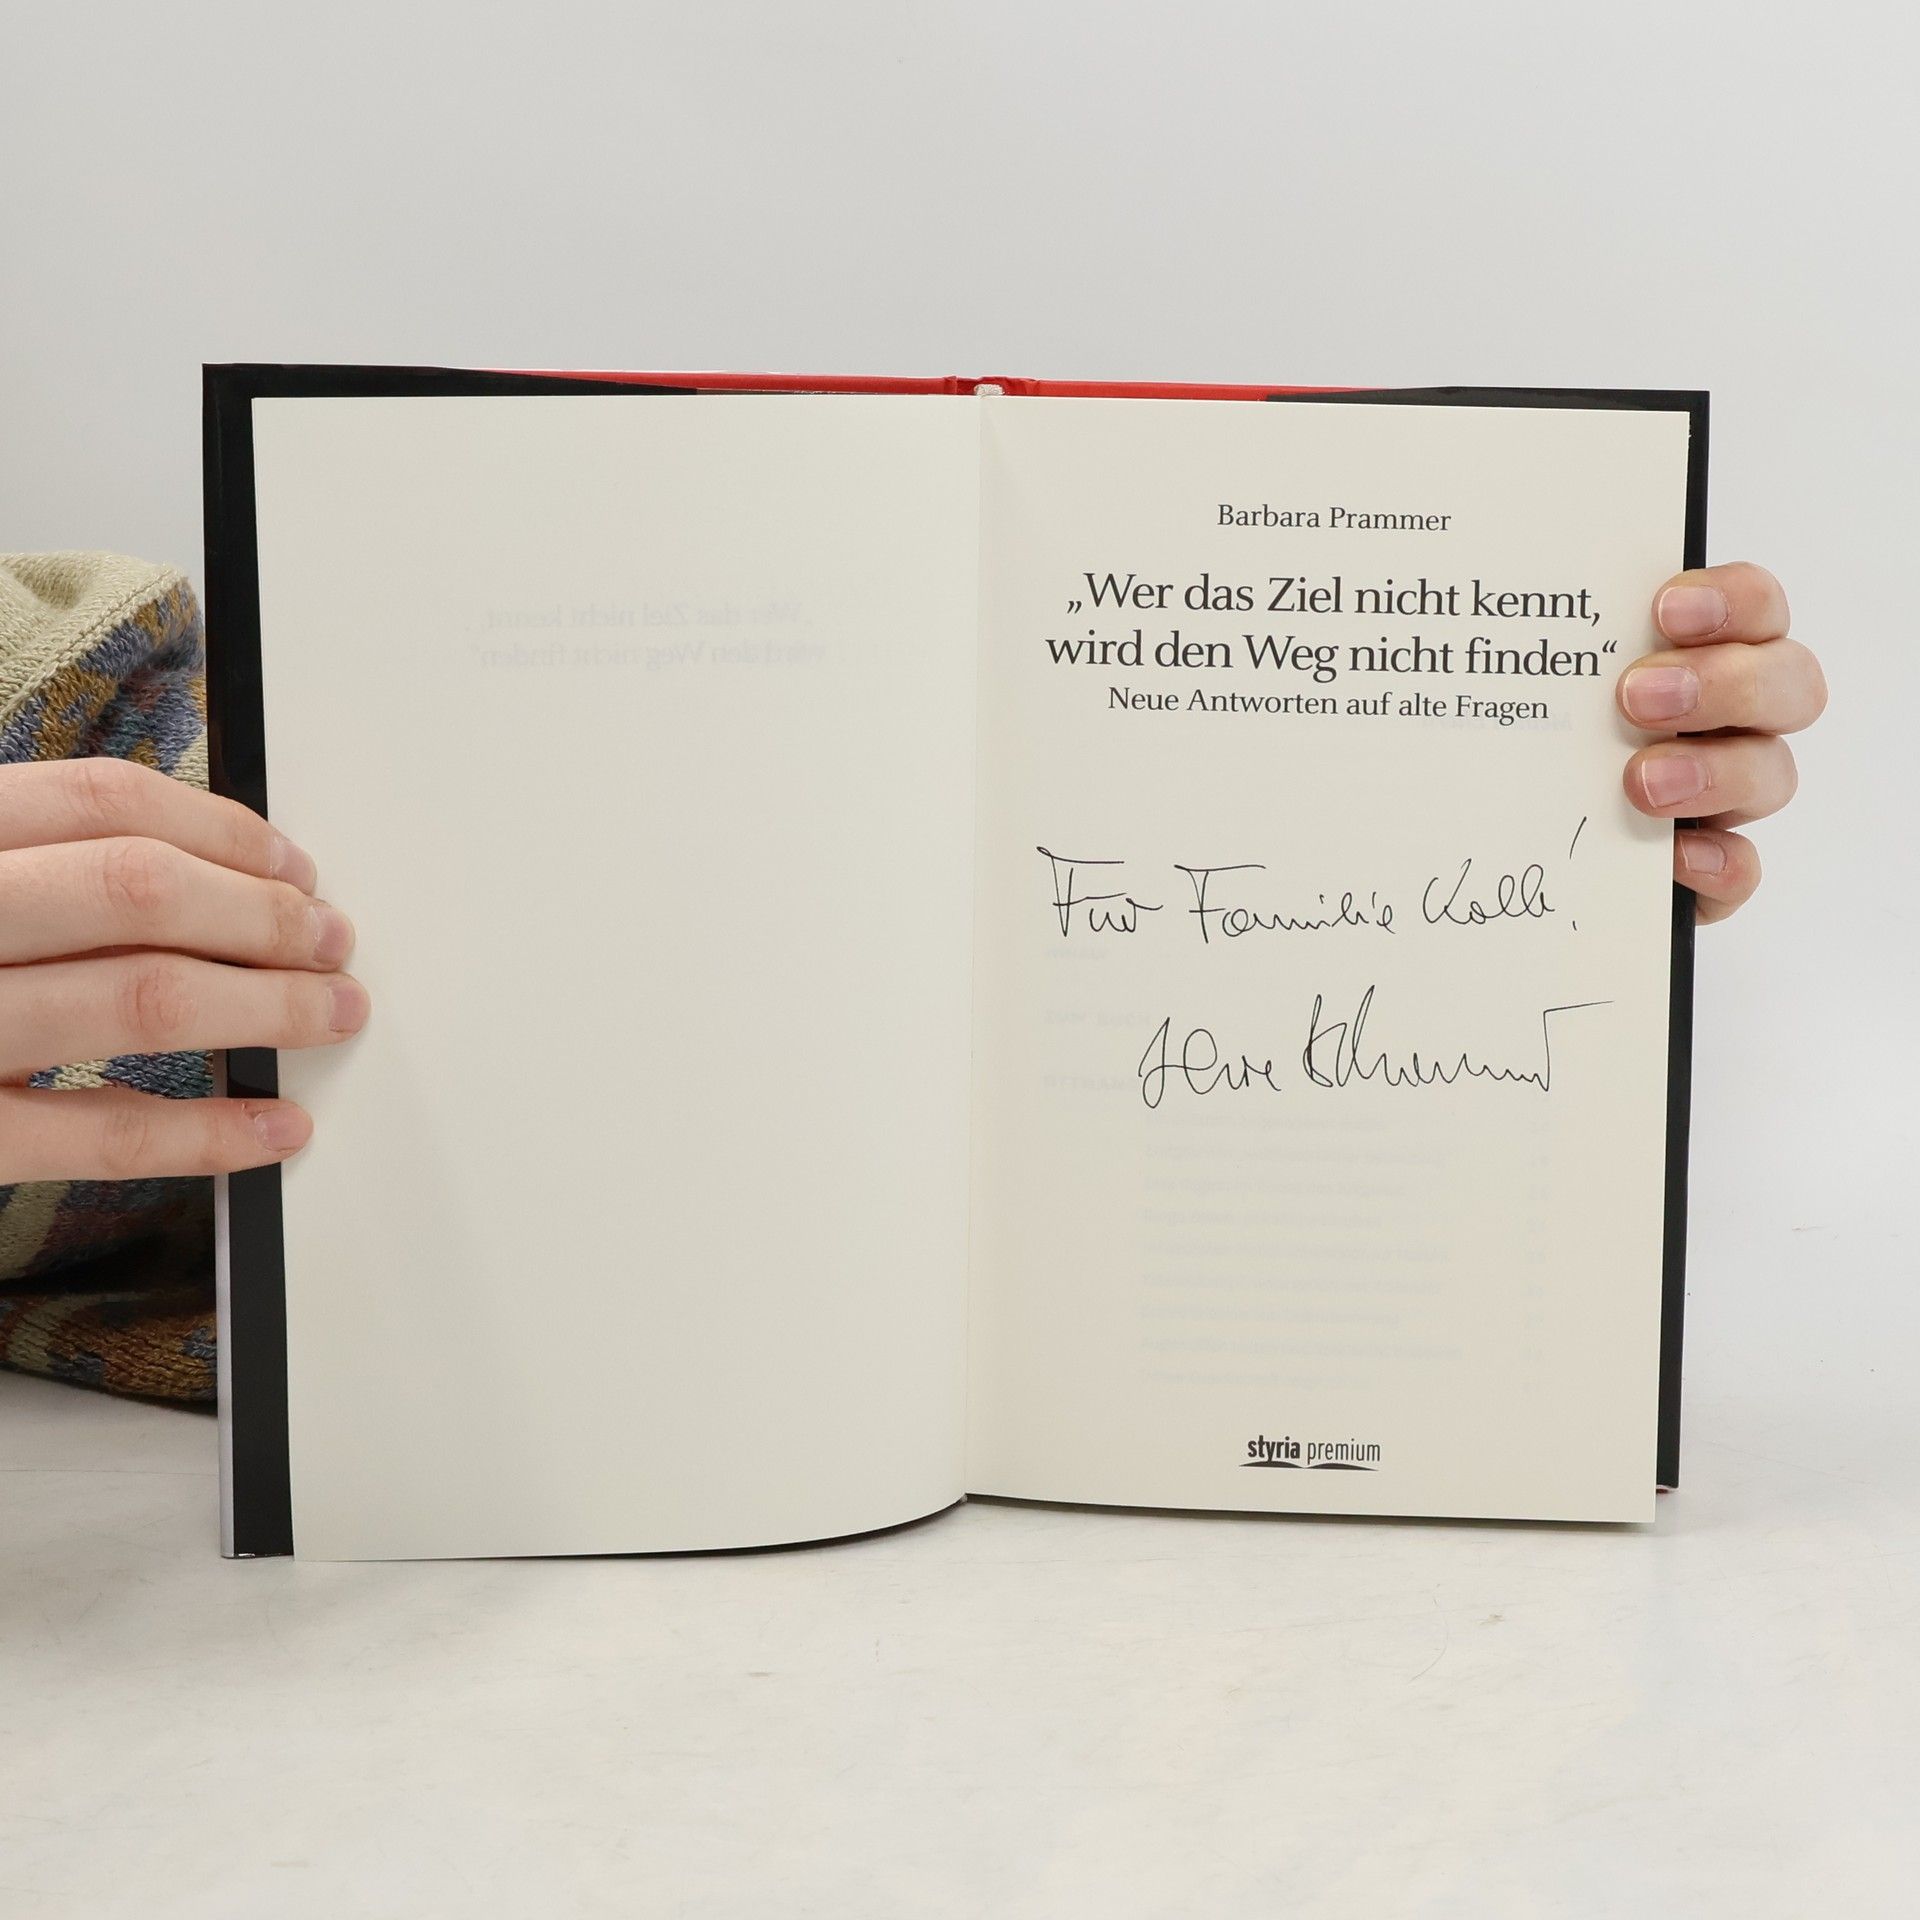 Barbara Prammer
„Wer das Ziel nicht kennt,
wird den Weg nicht finden“
Neue Antworten auf alte Fragen
Für Familie Kolb!
styria premium